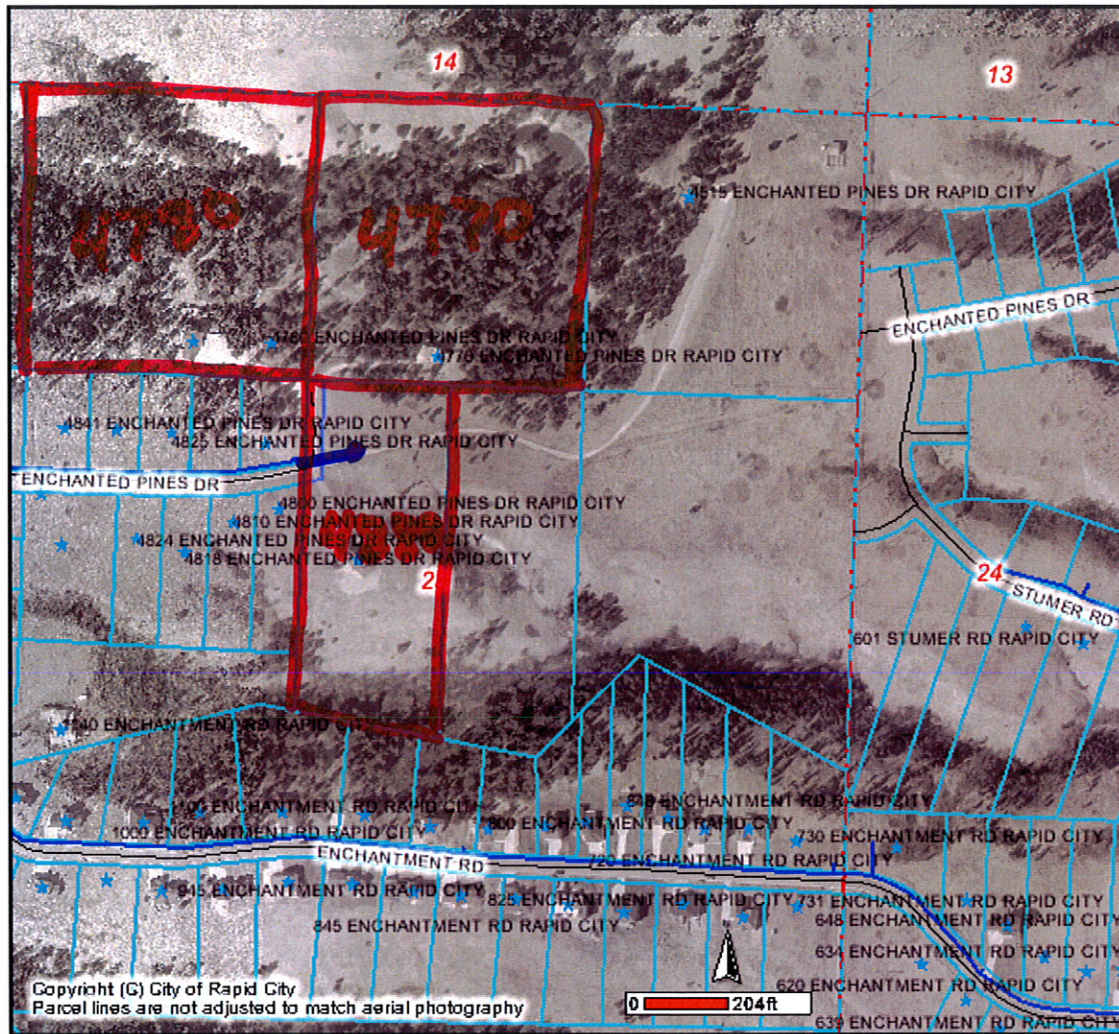 14
13
4780
4770
4515 ENCHANTED PINES DR RAPID CITY
ENCHANTED PINES DR
ENCHANTED PINES DR RAPID CITY
ENCHANTED PINES DR RAPID CITY
4841 ENCHANTED PINES DR RAPID CITY
4825 ENCHANTED PINES DR RAPID CITY
ENCHANTED PINES DR
4800 ENCHANTED PINES DR RAPID CITY
4810 ENCHANTED PINES DR RAPID CITY
4824 ENCHANTED PINES DR RAPID CITY
4818 ENCHANTED PINES DR RAPID CITY
2
24
STUMER RD
601 STUMER RD RAPID CITY
1140 ENCHANTMENT RD RAPID CITY
ENCHANTMENT RD RAPID CITY
ENCHANTMENT RD RAPID CITY
1000 ENCHANTMENT RD RAPID CITY
800 ENCHANTMENT RD RAPID CITY
730 ENCHANTMENT RD RAPID CITY
ENCHANTMENT RD
720 ENCHANTMENT RD RAPID CITY
945 ENCHANTMENT RD RAPID CITY
825 ENCHANTMENT RD RAPID CITY
731 ENCHANTMENT RD RAPID CITY
845 ENCHANTMENT RD RAPID CITY
648 ENCHANTMENT RD RAPID CITY
634 ENCHANTMENT RD RAPID CITY
620 ENCHANTMENT RD RAPID CITY
639 ENCHANTMENT RD RAPID CITY
N
Copyright (C) City of Rapid City
Parcel lines are not adjusted to match aerial photography
0 204ft